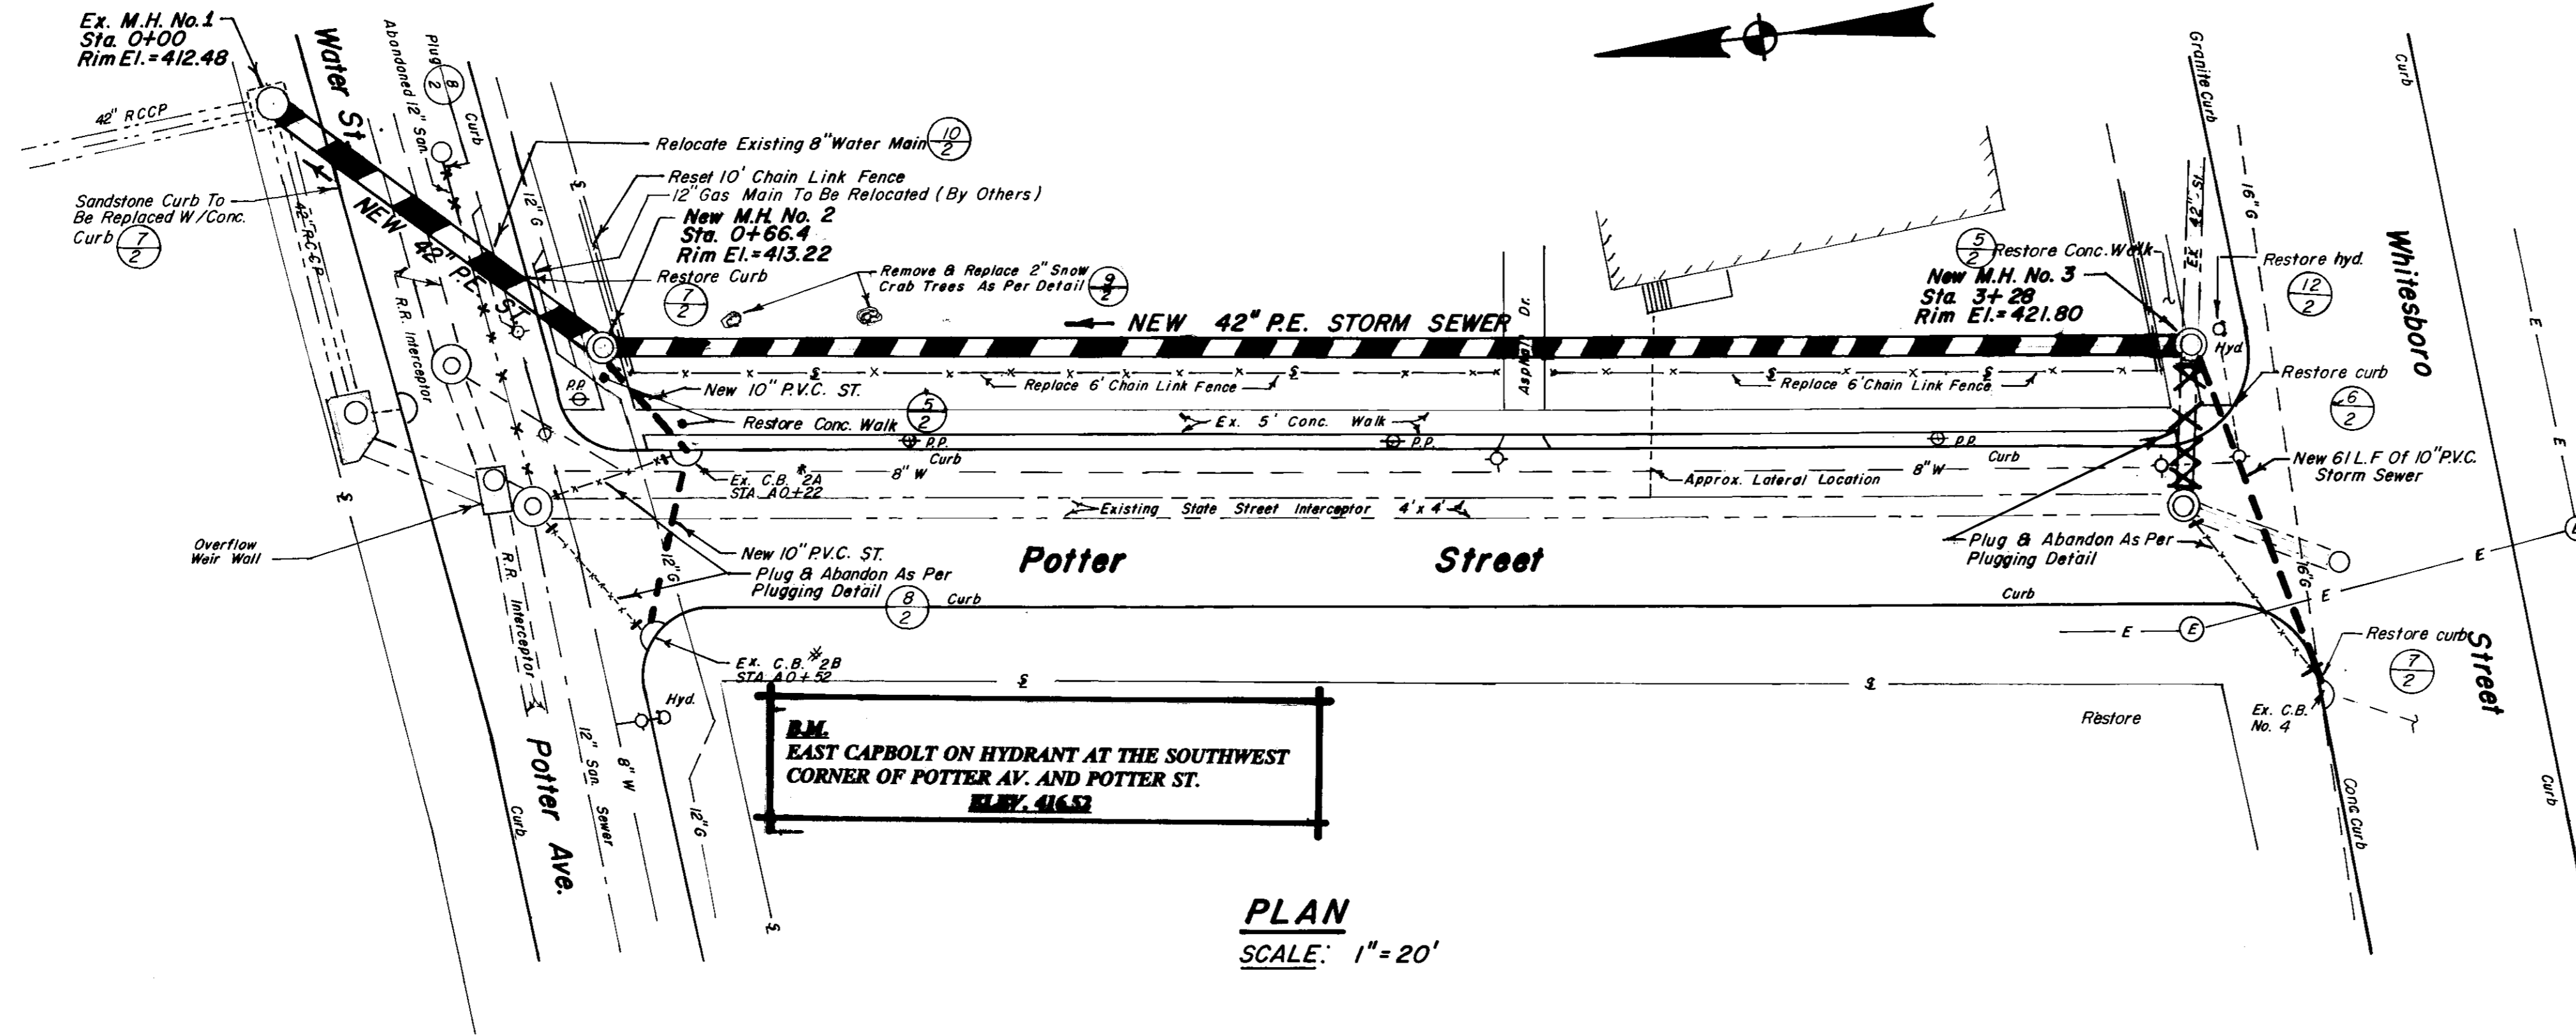 Ex. M.H. No. 1
Sta. 0+00
Rim El.=412.48
42" RCCP
Water St.
Abandoned 12" San.
Plug
8
2
Curb
Sandstone Curb To
Be Replaced W/Conc.
Curb
7
2
42" R.C.C.P.
NEW 42" P.E. ST.
R.R. Interceptor
12" G
Relocate Existing 8" Water Main
10
2
Reset 10' Chain Link Fence
12" Gas Main To Be Relocated (By Others)
New M.H. No. 2
Sta. 0+66.4
Rim El.=413.22
Restore Curb
7
2
Remove & Replace 2" Snow
Crab Trees As Per Detail
9
2
NEW 42" P.E. STORM SEWER
Asphalt Dr.
5
2
Restore Conc. Walk
New M.H. No. 3
Sta. 3+28
Rim El.=421.80
EX 42" St.
Granite Curb
16" G
Curb
Restore hyd.
12
2
Hyd.
Whitesboro
Street
Restore curb
6
2
P.P.
New 10" P.V.C. ST.
Replace 6' Chain Link Fence
Replace 6' Chain Link Fence
Restore Conc. Walk
5
2
Ex. 5' Conc. Walk
P.P.
P.P.
P.P.
Curb
Curb
Ex. C.B. #2A
STA. A0+22
8" W
Approx. Lateral Location
8" W
New 61 L.F. Of 10" P.V.C.
Storm Sewer
Existing State Street Interceptor 4'x4'
Overflow
Weir Wall
New 10" P.V.C. ST.
Plug & Abandon As Per
Plugging Detail
8
2
Potter Street
Plug & Abandon As Per
Plugging Detail
12" G
16" G
R.R. Interceptor
Curb
Curb
E
E
E
E
E
E
E
Restore curb
7
2
Ex. C.B. #2B
STA. A0+52
Hyd.
Restore
Ex. C.B.
No. 4
B.M.
EAST CAPBOLT ON HYDRANT AT THE SOUTHWEST
CORNER OF POTTER AV. AND POTTER ST.
ELEV. 416.52
Potter Ave.
Curb
12" San. Sewer
8" W
12" G
Conc Curb
Curb
PLAN
SCALE: 1"=20'